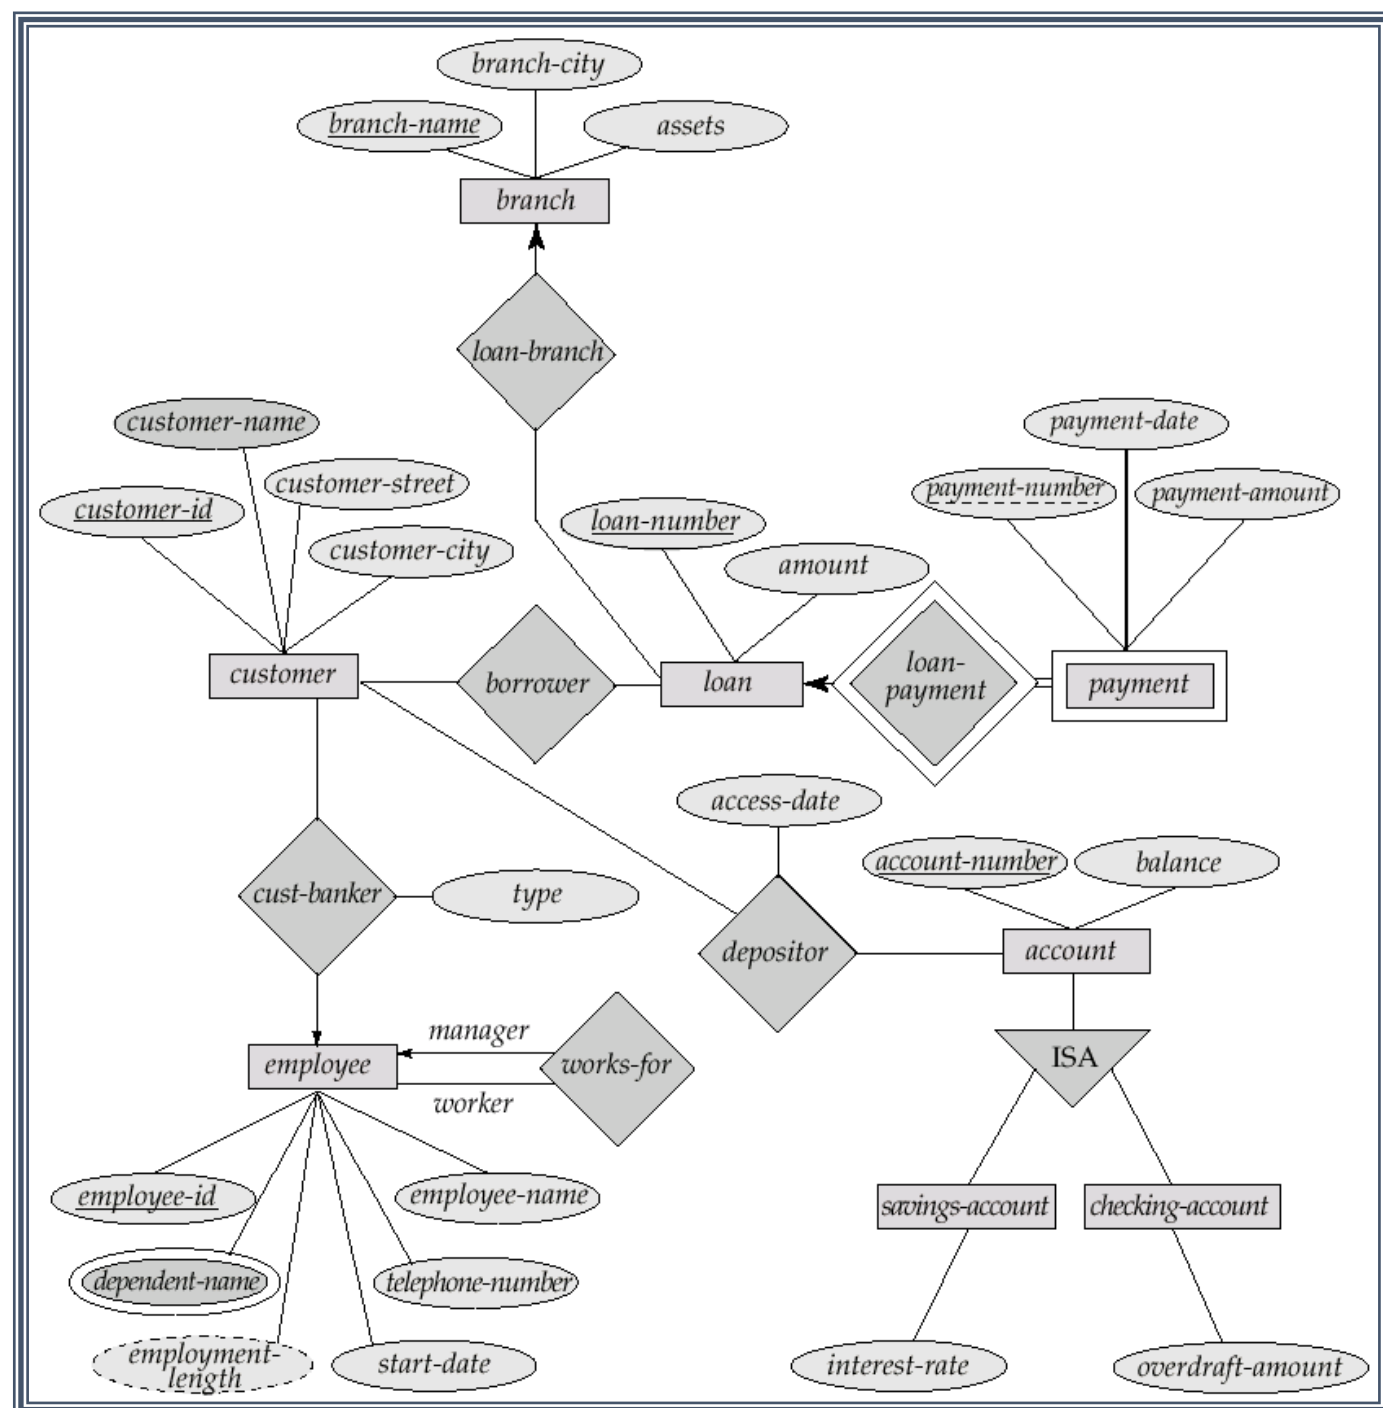 branch-city
branch-name
assets
branch
loan-branch
customer-name
payment-date
customer-street
payment-number
payment-amount
customer-id
loan-number
customer-city
amount
customer
borrower
loan
loan-
payment
payment
access-date
account-number
balance
cust-banker
type
depositor
account
manager
employee
works-for
ISA
worker
employee-id
employee-name
savings-account
checking-account
dependent-name
telephone-number
employment-
length
start-date
interest-rate
overdraft-amount